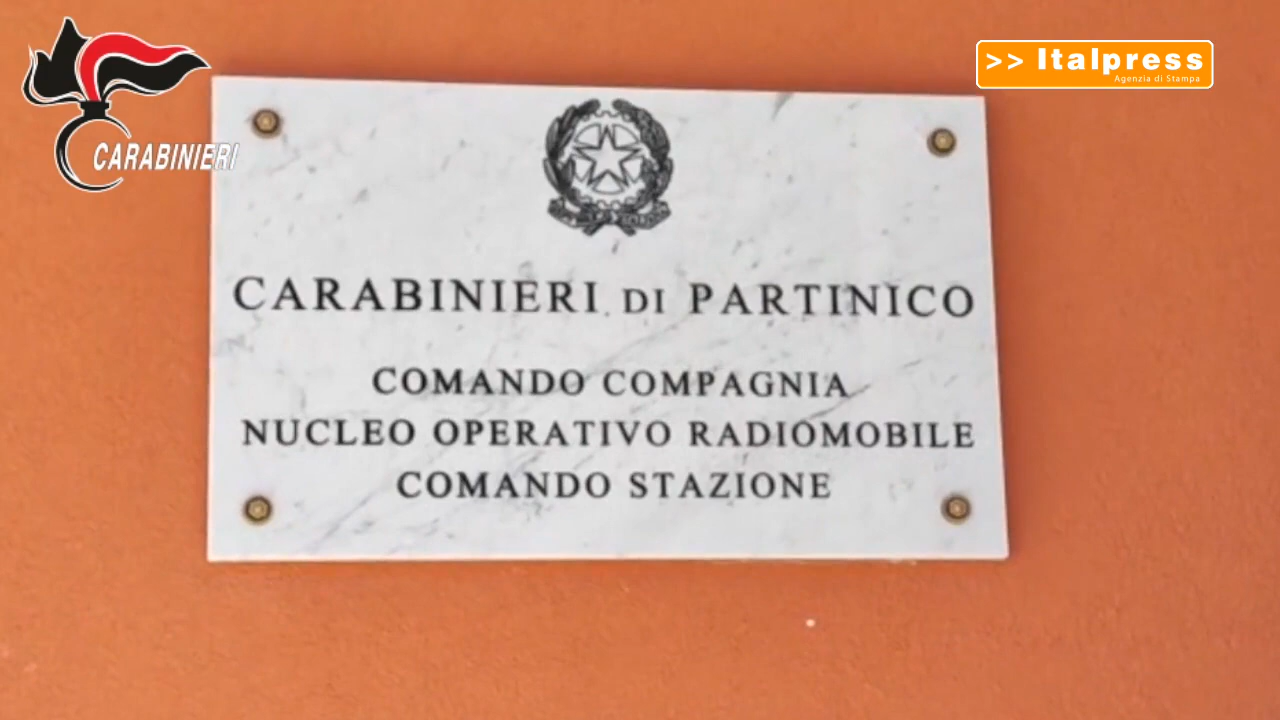 CARABINIERI
>> Italpress
Agenzia di Stampa
CARABINIERI DI PARTINICO
COMANDO COMPAGNIA
NUCLEO OPERATIVO RADIOMOBILE
COMANDO STAZIONE